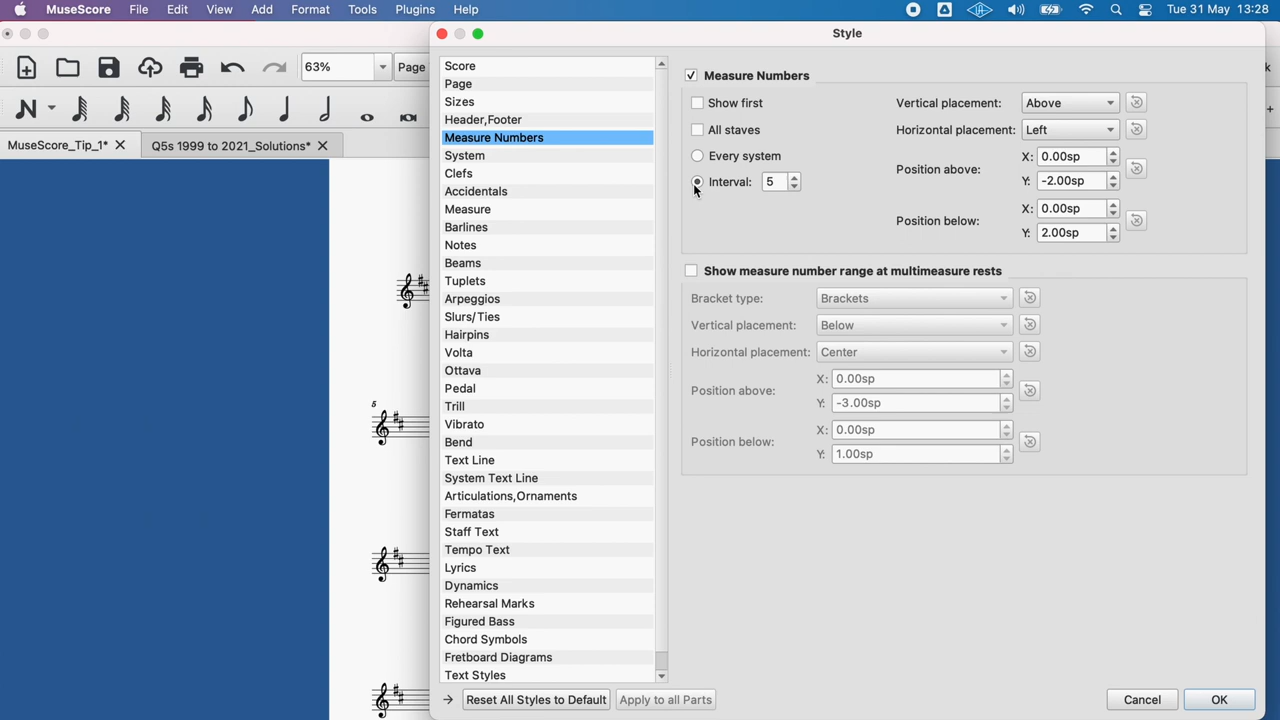 MuseScore File Edit View Add Format Tools Plugins Help Tue 31 May 13:28
Style
63% Page
MuseScore_Tip_1* Q5s 1999 to 2021_Solutions*
Score
Page
Sizes
Header,Footer
Measure Numbers
System
Clefs
Accidentals
Measure
Barlines
Notes
Beams
Tuplets
Arpeggios
Slurs/Ties
Hairpins
Volta
Ottava
Pedal
Trill
Vibrato
Bend
Text Line
System Text Line
Articulations,Ornaments
Fermatas
Staff Text
Tempo Text
Lyrics
Dynamics
Rehearsal Marks
Figured Bass
Chord Symbols
Fretboard Diagrams
Text Styles
Measure Numbers
Show first
All staves
Every system
Interval: 5
Vertical placement: Above
Horizontal placement: Left
Position above: X: 0.00sp
Y: -2.00sp
Position below: X: 0.00sp
Y: 2.00sp
Show measure number range at multimeasure rests
Bracket type: Brackets
Vertical placement: Below
Horizontal placement: Center
Position above: X: 0.00sp
Y: -3.00sp
Position below: X: 0.00sp
Y: 1.00sp
5
Reset All Styles to Default Apply to all Parts Cancel OK